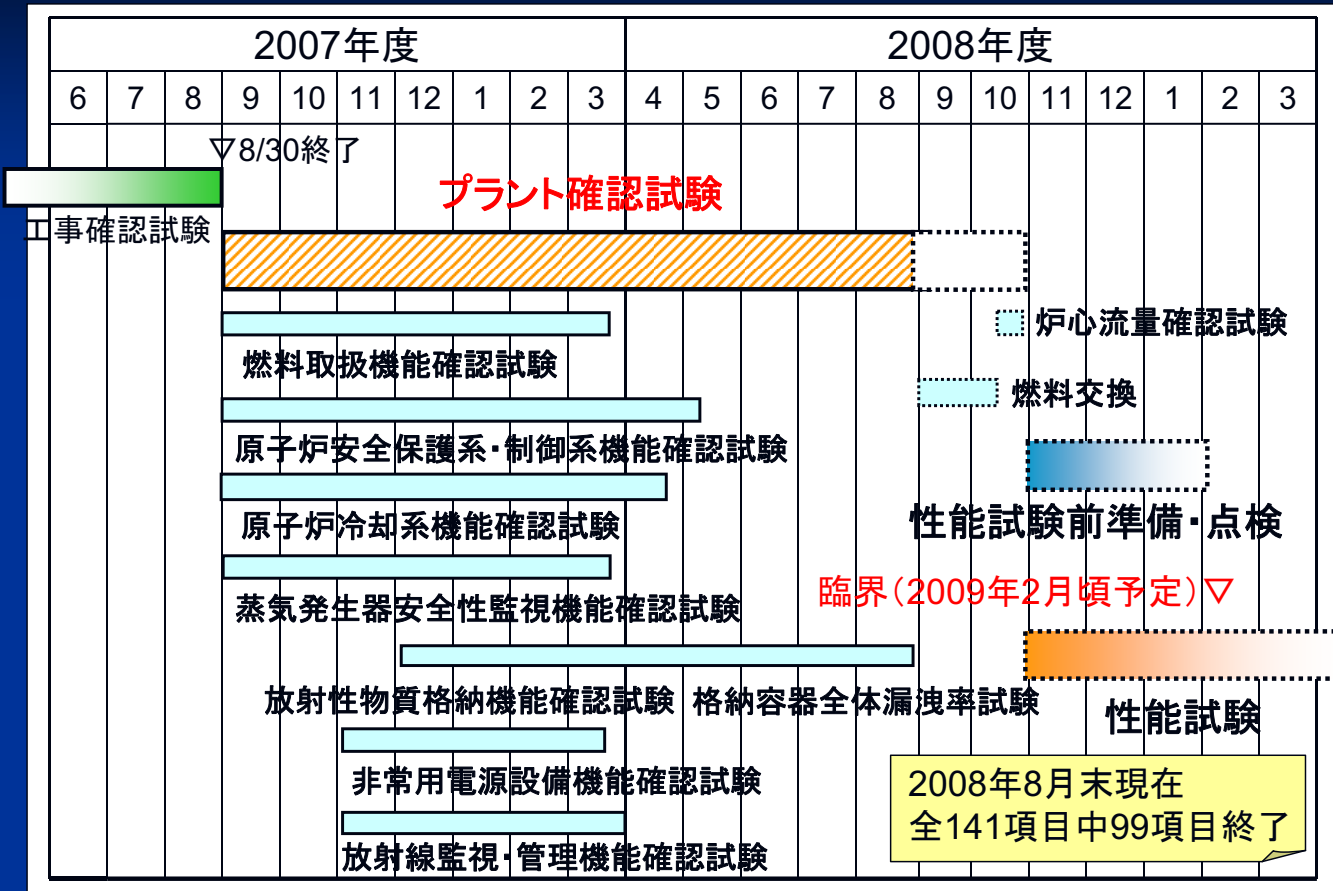 2007年度 2008年度
6 7 8 9 10 11 12 1 2 3 4 5 6 7 8 9 10 11 12 1 2 3
▽8/30終了
工事確認試験
プラント確認試験
炉心流量確認試験
燃料取扱機能確認試験
燃料交換
原子炉安全保護系・制御系機能確認試験
原子炉冷却系機能確認試験
性能試験前準備・点検
蒸気発生器安全性監視機能確認試験
臨界(2009年2月頃予定)▽
放射性物質格納機能確認試験 格納容器全体漏洩率試験
性能試験
非常用電源設備機能確認試験
放射線監視・管理機能確認試験
2008年8月末現在
全141項目中99項目終了